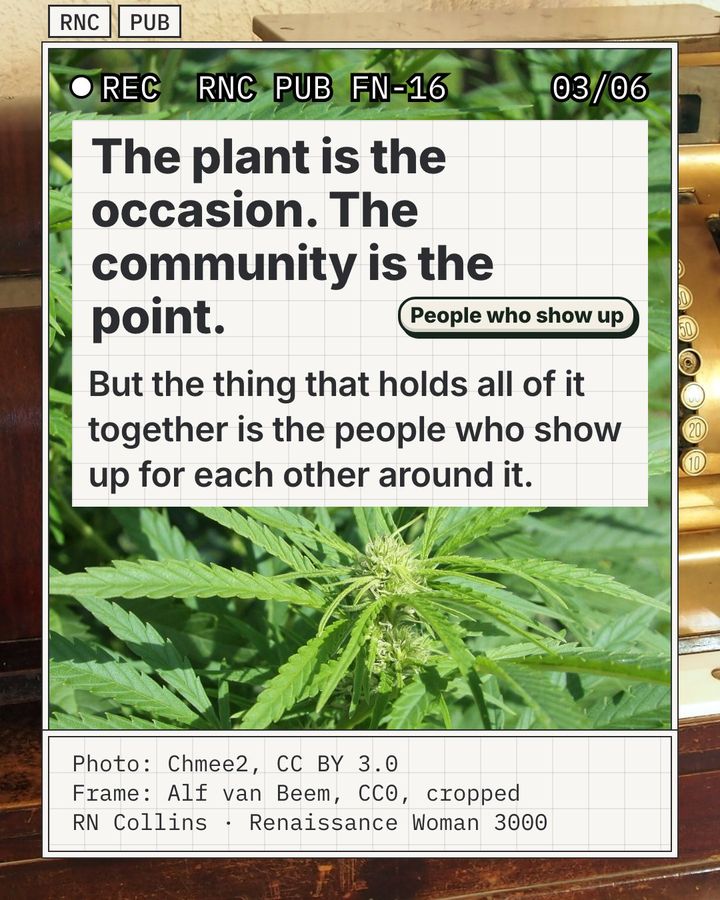 RNC PUB
REC RNC PUB FN-16 03/06
The plant is the
occasion. The
community is the
point.
People who show up
But the thing that holds all of it
together is the people who show
up for each other around it.
20
10
Photo: Chmee2, CC BY 3.0
Frame: Alf van Beem, CC0, cropped
RN Collins · Renaissance Woman 3000